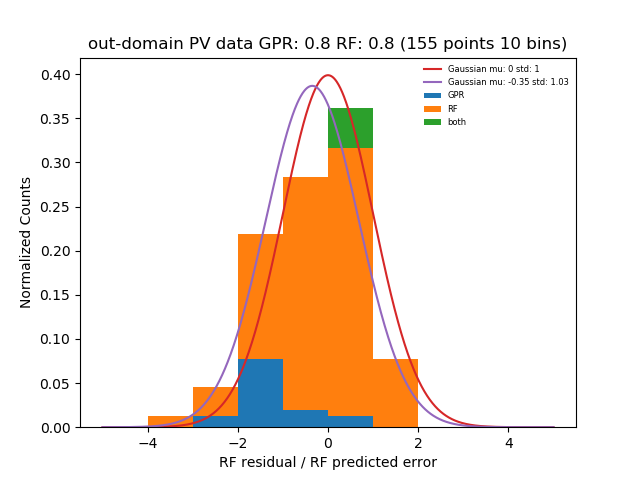 out-domain PV data GPR: 0.8 RF: 0.8 (155 points 10 bins)
Gaussian mu: 0 std: 1
Gaussian mu: -0.35 std: 1.03
GPR
RF
both
Normalized Counts
0.40
0.35
0.30
0.25
0.20
0.15
0.10
0.05
0.00
−4 −2 0 2 4
RF residual / RF predicted error